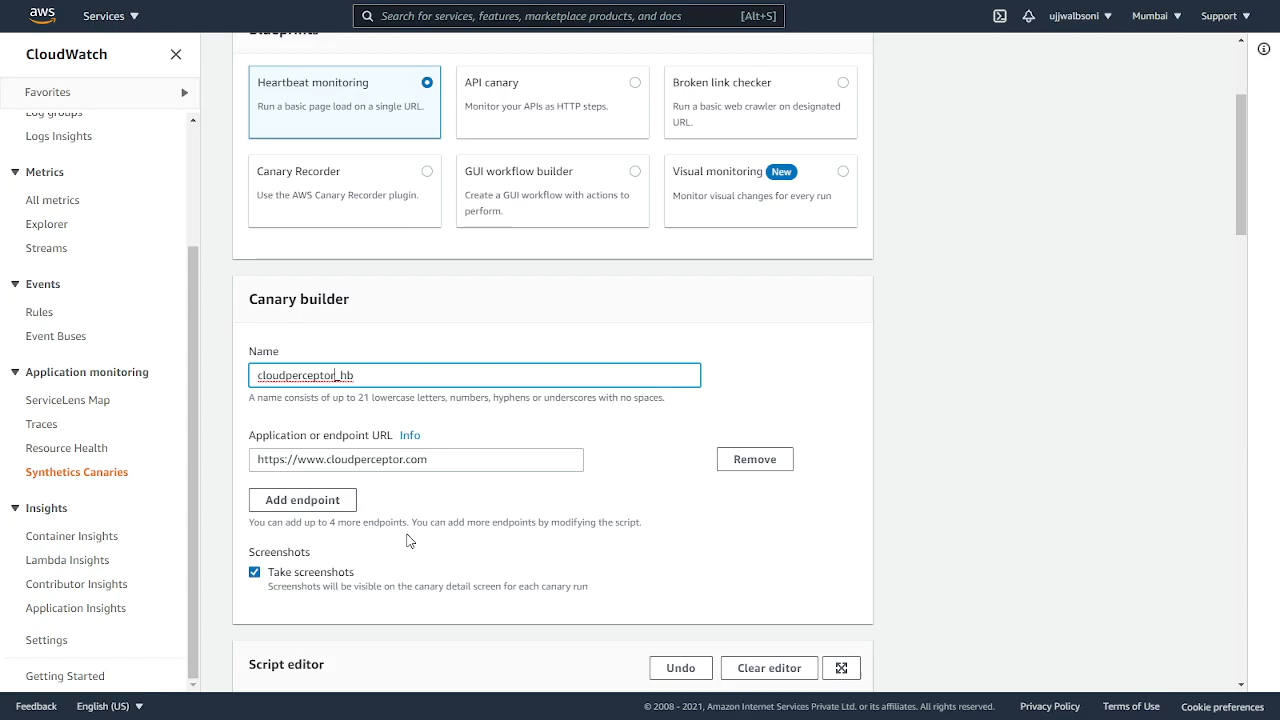 aws
Services
Search for services, features, marketplace products, and docs
[Alt+S]
ujjwalbsoni
Mumbai
Support
CloudWatch
Favorites
Log groups
Logs Insights
Metrics
All metrics
Explorer
Streams
Events
Rules
Event Buses
Application monitoring
ServiceLens Map
Traces
Resource Health
Synthetics Canaries
Insights
Container Insights
Lambda Insights
Contributor Insights
Application Insights
Settings
Getting Started
Blueprints
Heartbeat monitoring
Run a basic page load on a single URL.
API canary
Monitor your APIs as HTTP steps.
Broken link checker
Run a basic web crawler on designated
URL.
Canary Recorder
Use the AWS Canary Recorder plugin.
GUI workflow builder
Create a GUI workflow with actions to
perform.
Visual monitoring New
Monitor visual changes for every run
Canary builder
Name
cloudperceptor_hb
A name consists of up to 21 lowercase letters, numbers, hyphens or underscores with no spaces.
Application or endpoint URL Info
https://www.cloudperceptor.com
Remove
Add endpoint
You can add up to 4 more endpoints. You can add more endpoints by modifying the script.
Screenshots
Take screenshots
Screenshots will be visible on the canary detail screen for each canary run
Script editor
Undo
Clear editor
Feedback
English (US)
© 2008 - 2021, Amazon Internet Services Private Ltd. or its affiliates. All rights reserved.
Privacy Policy
Terms of Use
Cookie preferences